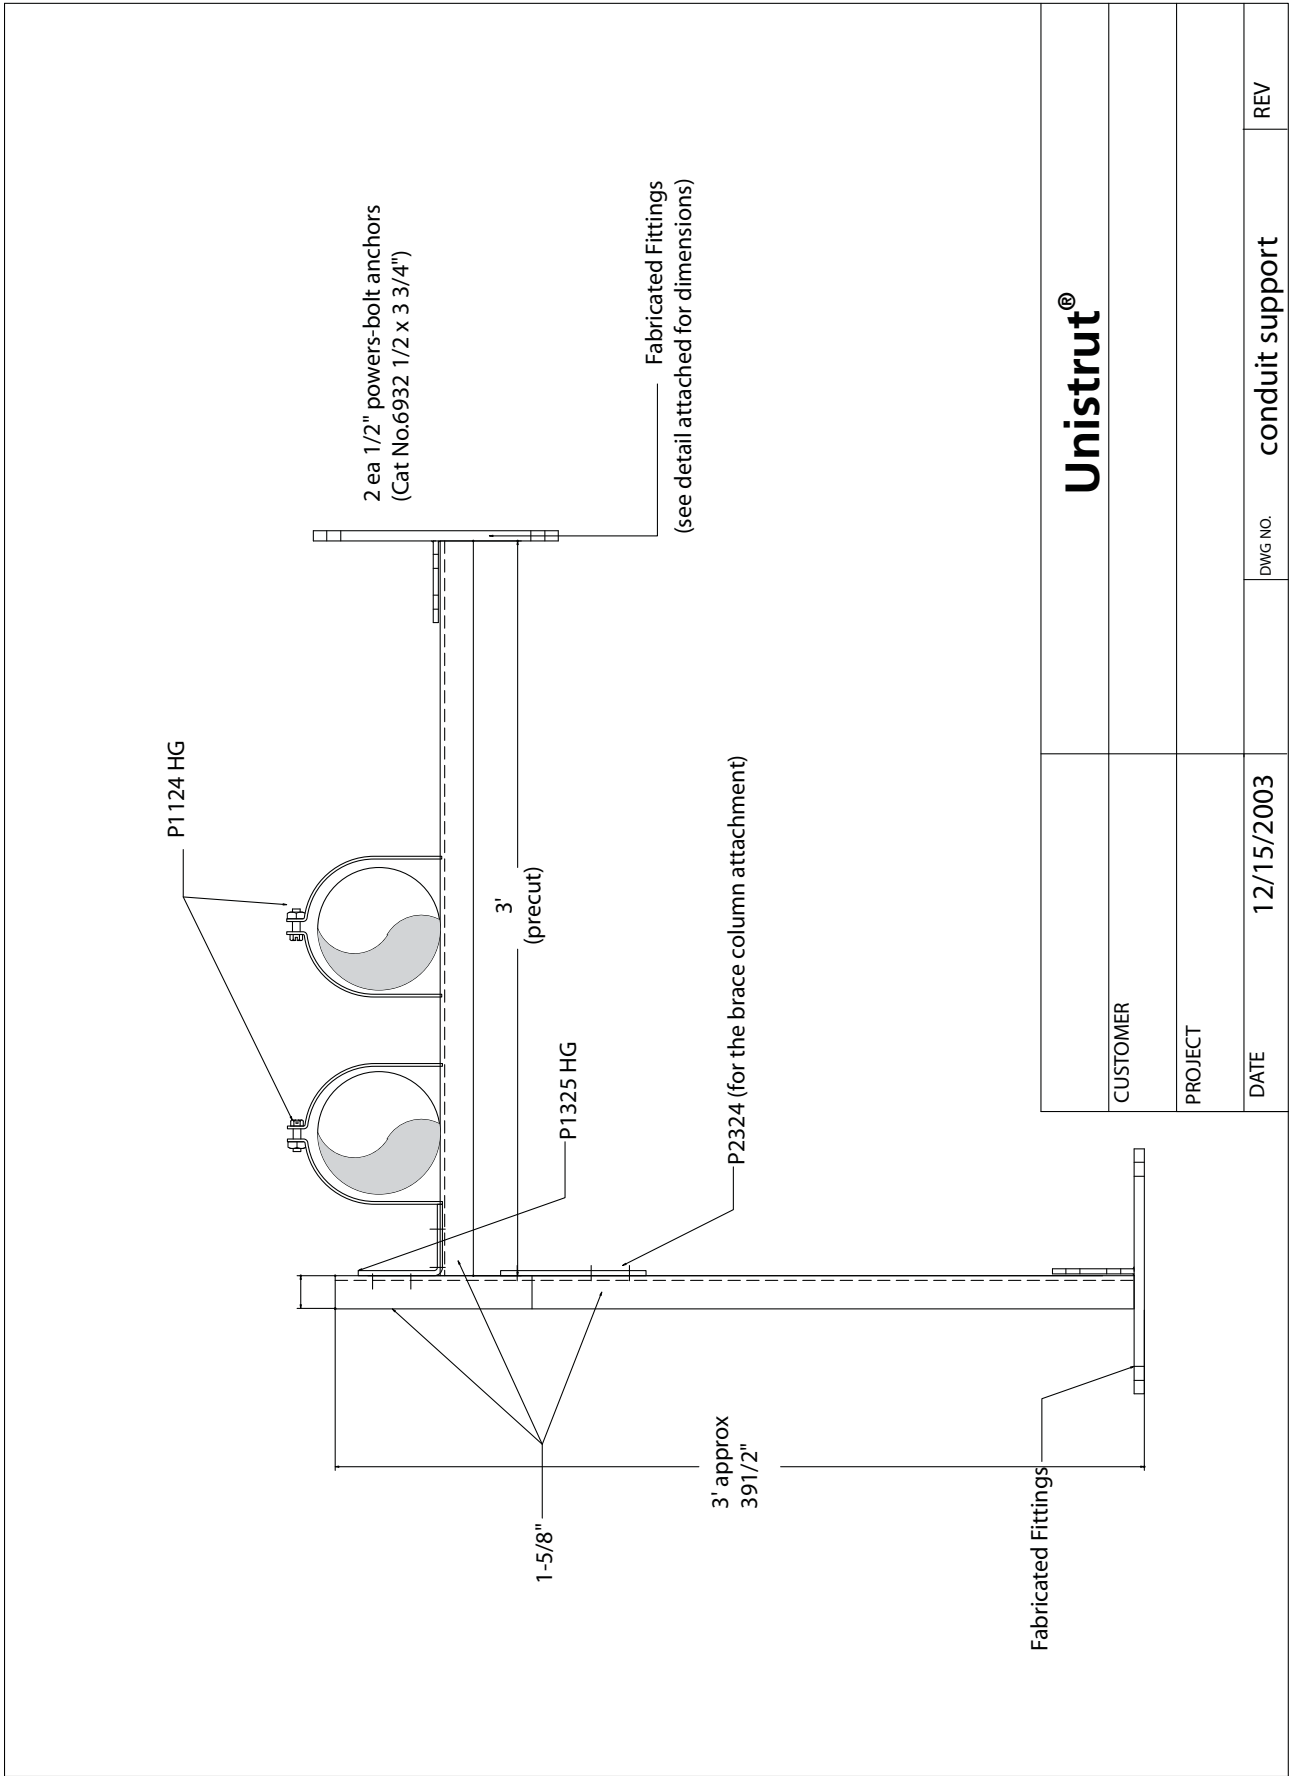 P1124 HG
2 ea 1/2" powers-bolt anchors
(Cat No.6932 1/2 x 3 3/4")
3'
(precut)
1-5/8"
P1325 HG
Fabricated Fittings
(see detail attached for dimensions)
3' approx
391/2"
P2324 (for the brace column attachment)
Fabricated Fittings
Unistrut®
CUSTOMER
PROJECT
DATE
12/15/2003
DWG NO.
conduit support
REV